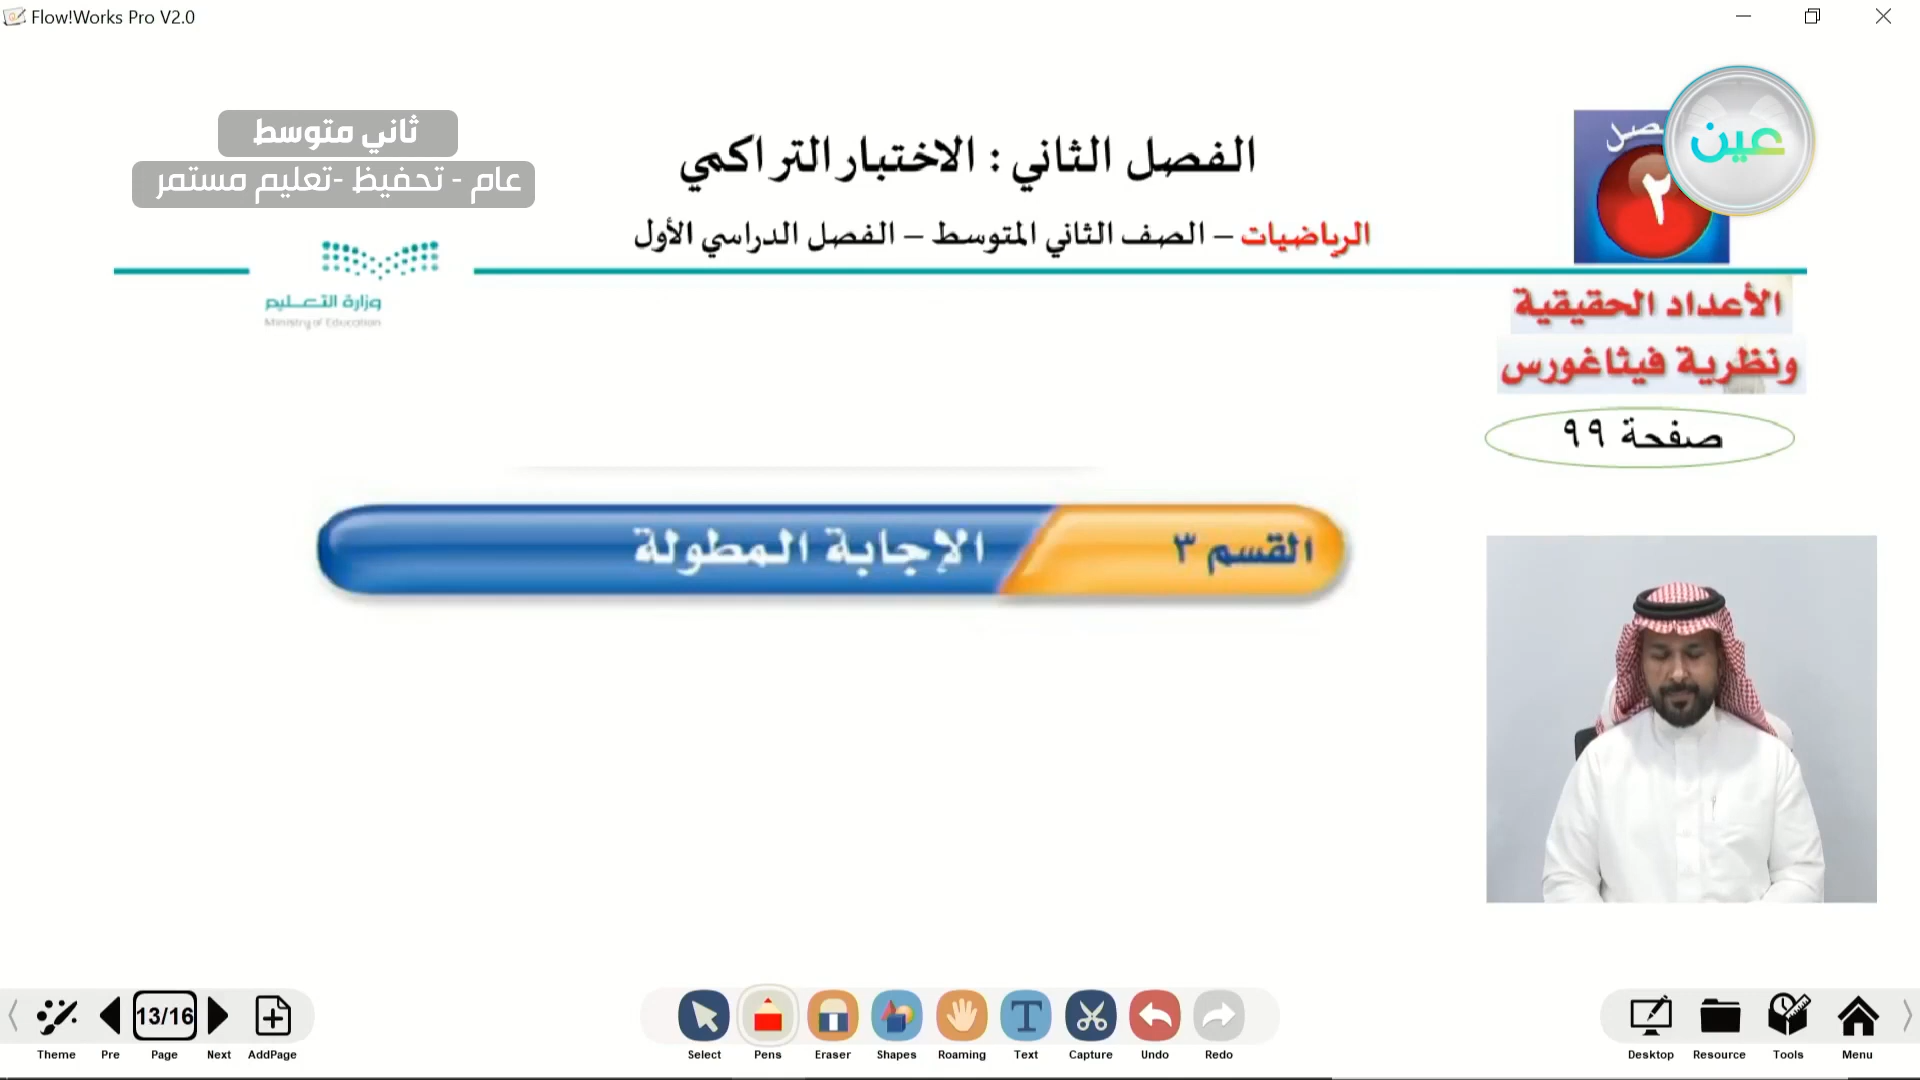 Flow!Works Pro V2.0
ثاني متوسط
عام - تحفيظ -تعليم مستمر
الفصل الثاني : الاختبار التراكمي
الرياضيات – الصف الثاني المتوسط – الفصل الدراسي الأول
عين
٢
وزارة التعليم
Ministry of Education
الأعداد الحقيقية
ونظرية فيثاغورس
صفحة ٩٩
القسم ٣ الإجابة المطولة
13/16
Theme Pre Page Next AddPage
Select Pens Eraser Shapes Roaming Text Capture Undo Redo
Desktop Resource Tools Menu